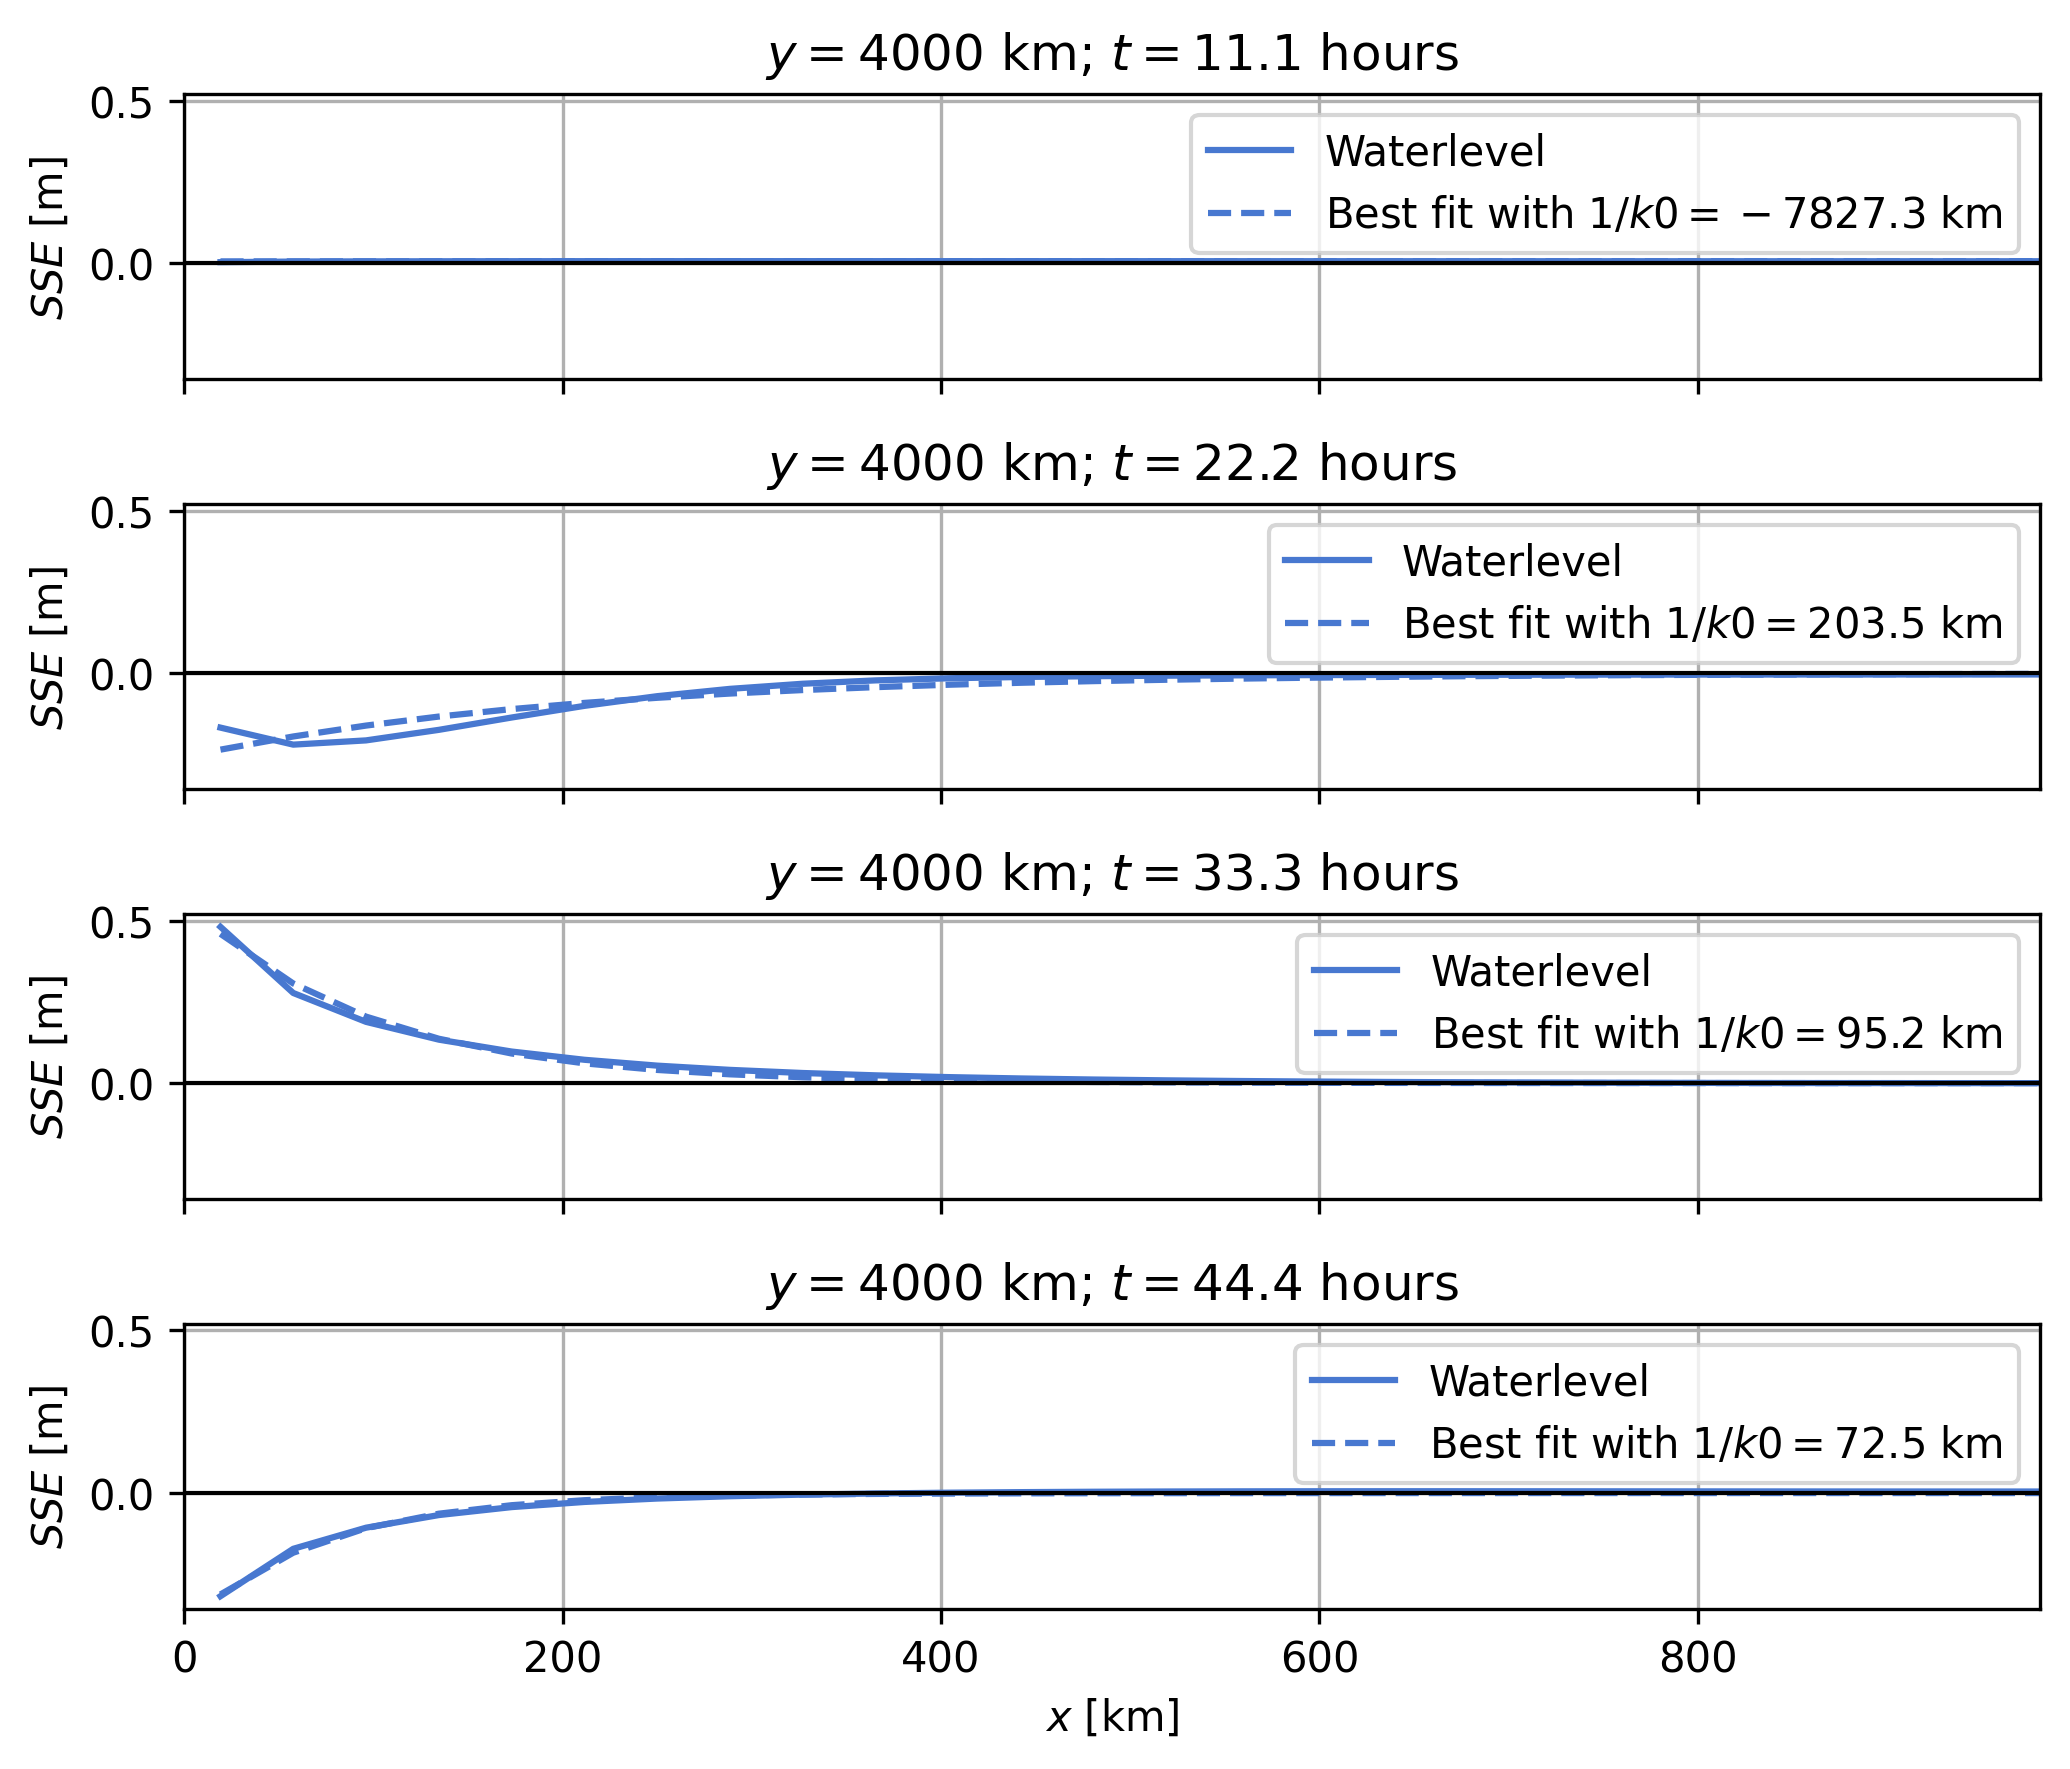 y = 4000 km; t = 11.1 hours
0.5
0.0
SSE [m]
Waterlevel
Best fit with 1/k0 = −7827.3 km
y = 4000 km; t = 22.2 hours
0.5
0.0
SSE [m]
Waterlevel
Best fit with 1/k0 = 203.5 km
y = 4000 km; t = 33.3 hours
0.5
0.0
SSE [m]
Waterlevel
Best fit with 1/k0 = 95.2 km
y = 4000 km; t = 44.4 hours
0.5
0.0
SSE [m]
Waterlevel
Best fit with 1/k0 = 72.5 km
0 200 400 600 800
x [km]